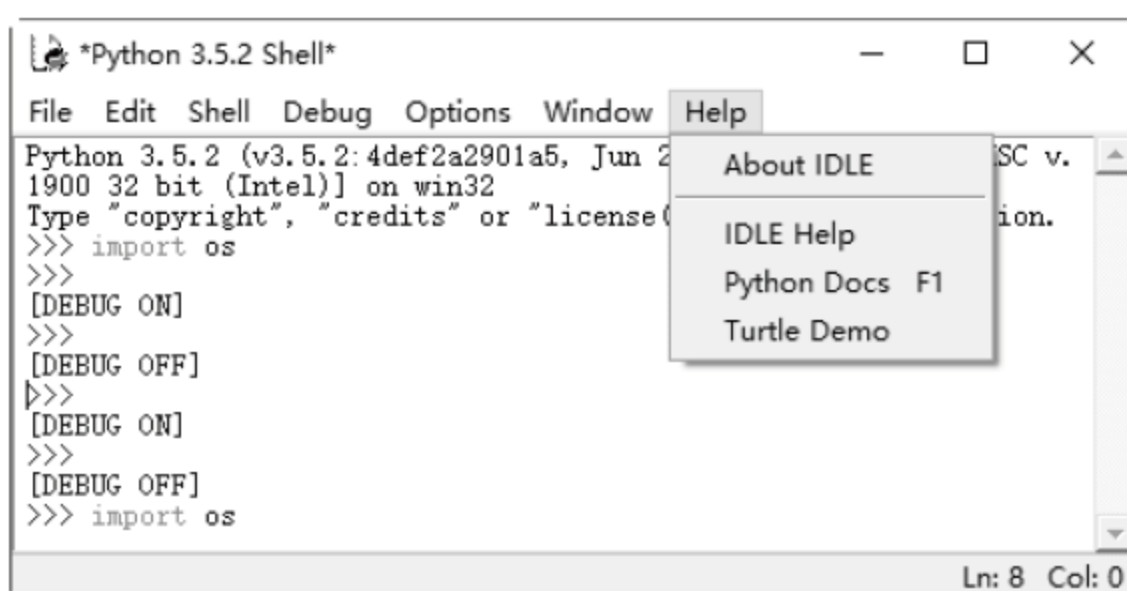 *Python 3.5.2 Shell*
File Edit Shell Debug Options Window Help
Python 3.5.2 (v3.5.2:4def2a2901a5, Jun 2 SC v.
1900 32 bit (Intel)] on win32
Type "copyright", "credits" or "license( ion.
>>> import os
>>>
[DEBUG ON]
>>>
[DEBUG OFF]
>>>
[DEBUG ON]
>>>
[DEBUG OFF]
>>> import os
About IDLE
IDLE Help
Python Docs F1
Turtle Demo
Ln: 8 Col: 0